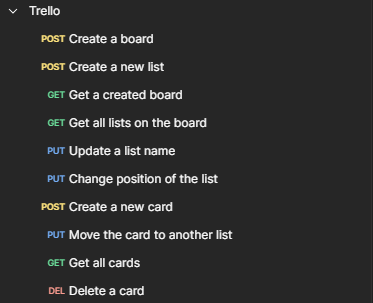 Trello
POST Create a board
POST Create a new list
GET Get a created board
GET Get all lists on the board
PUT Update a list name
PUT Change position of the list
POST Create a new card
PUT Move the card to another list
GET Get all cards
DEL Delete a card